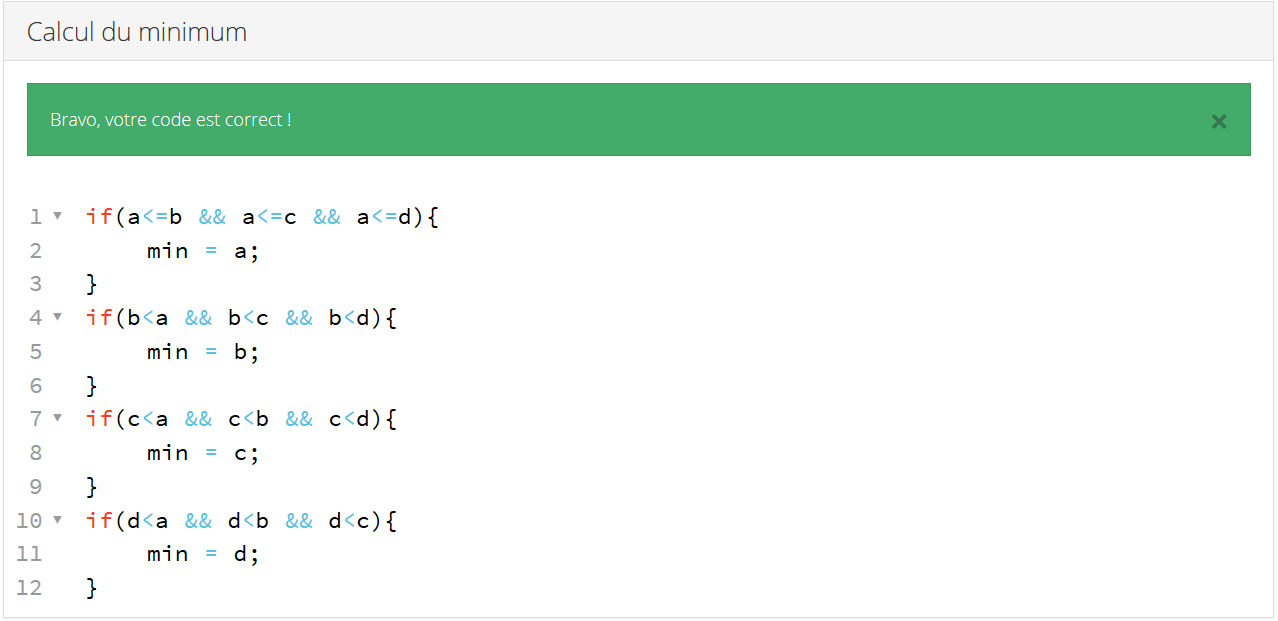 Calcul du minimum
Bravo, votre code est correct !
×
1 ▾ if(a<=b && a<=c && a<=d){
2 min = a;
3 }
4 ▾ if(b<a && b<c && b<d){
5 min = b;
6 }
7 ▾ if(c<a && c<b && c<d){
8 min = c;
9 }
10 ▾ if(d<a && d<b && d<c){
11 min = d;
12 }